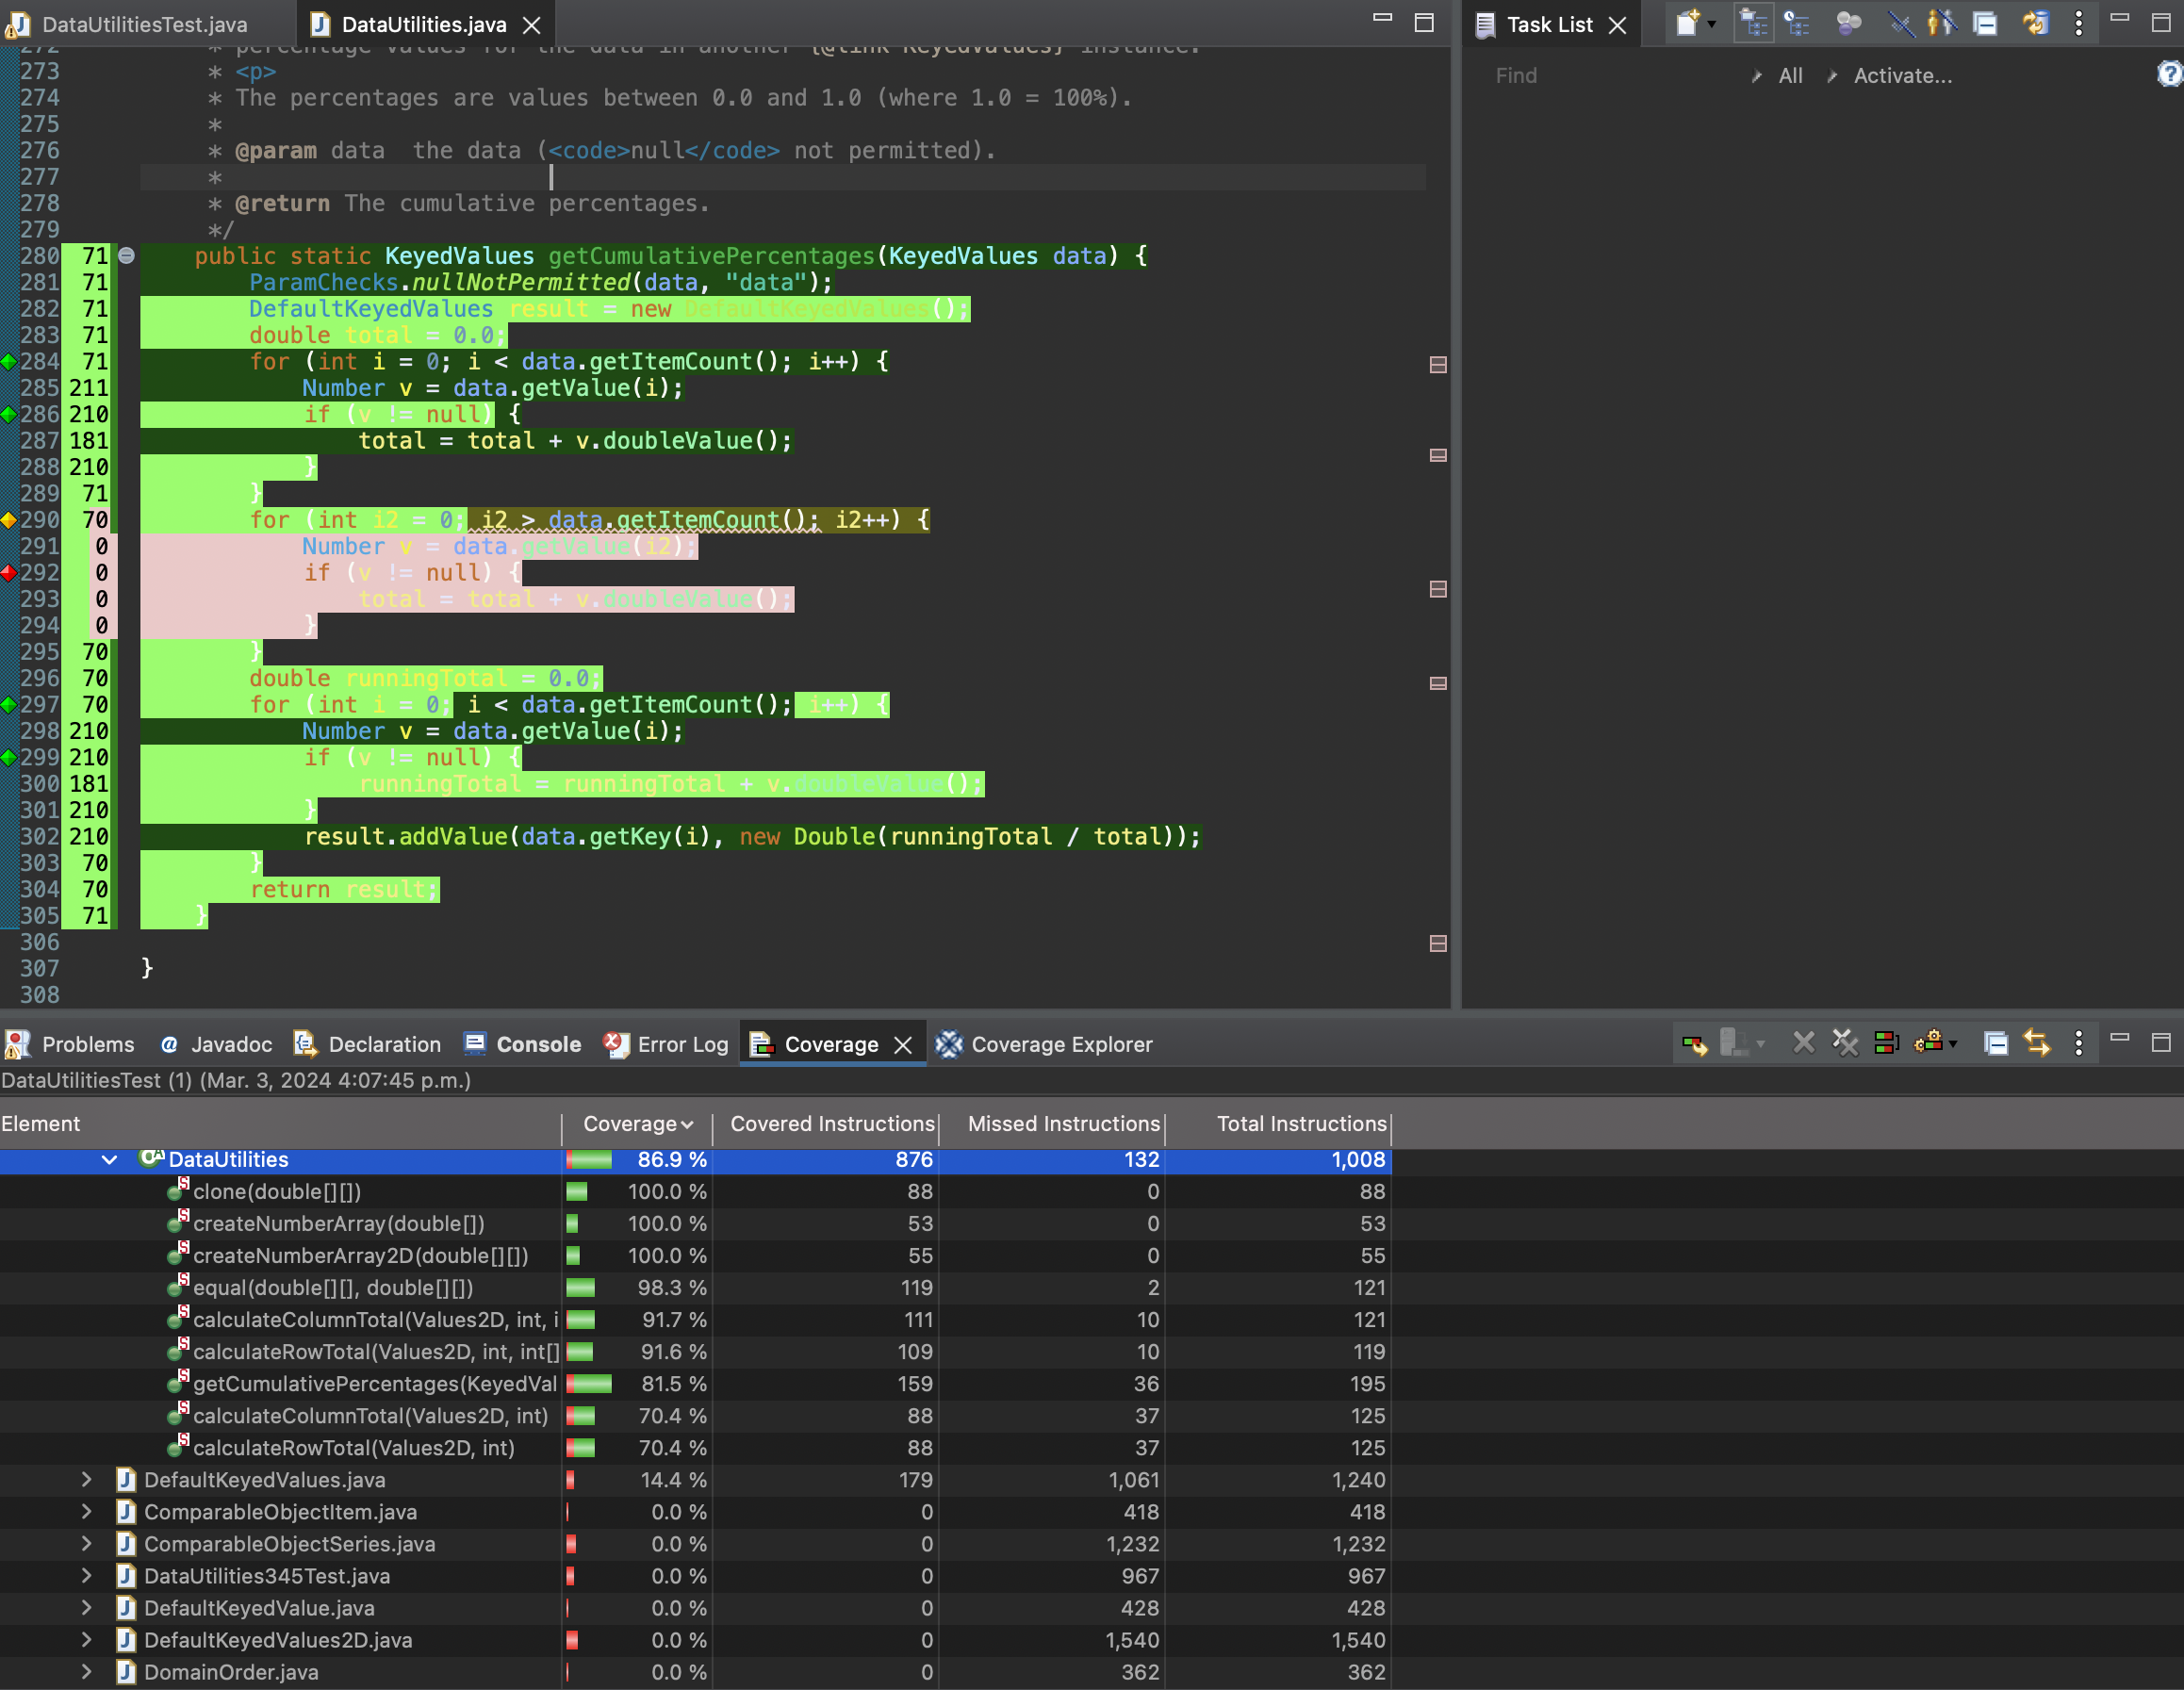 DataUtilitiesTest.java
DataUtilities.java
Task List
Find
All
Activate...
272 * percentage values for the data in another {@link KeyedValues} instance.
273 * <p>
274 * The percentages are values between 0.0 and 1.0 (where 1.0 = 100%).
275 *
276 * @param data  the data (<code>null</code> not permitted).
277 *
278 * @return The cumulative percentages.
279 */
280 71 public static KeyedValues getCumulativePercentages(KeyedValues data) {
281 71 ParamChecks.nullNotPermitted(data, "data");
282 71 DefaultKeyedValues result = new DefaultKeyedValues();
283 71 double total = 0.0;
284 71 for (int i = 0; i < data.getItemCount(); i++) {
285 211 Number v = data.getValue(i);
286 210 if (v != null) {
287 181 total = total + v.doubleValue();
288 210 }
289 71 }
290 70 for (int i2 = 0; i2 > data.getItemCount(); i2++) {
291 0 Number v = data.getValue(i2);
292 0 if (v != null) {
293 0 total = total + v.doubleValue();
294 0 }
295 70 }
296 70 double runningTotal = 0.0;
297 70 for (int i = 0; i < data.getItemCount(); i++) {
298 210 Number v = data.getValue(i);
299 210 if (v != null) {
300 181 runningTotal = runningTotal + v.doubleValue();
301 210 }
302 210 result.addValue(data.getKey(i), new Double(runningTotal / total));
303 70 }
304 70 return result;
305 71 }
306
307 }
308
Problems @ Javadoc Declaration Console Error Log Coverage Coverage Explorer
DataUtilitiesTest (1) (Mar. 3, 2024 4:07:45 p.m.)
Element Coverage Covered Instructions Missed Instructions Total Instructions
DataUtilities 86.9 % 876 132 1,008
clone(double[][]) 100.0 % 88 0 88
createNumberArray(double[]) 100.0 % 53 0 53
createNumberArray2D(double[][]) 100.0 % 55 0 55
equal(double[][], double[][]) 98.3 % 119 2 121
calculateColumnTotal(Values2D, int, i 91.7 % 111 10 121
calculateRowTotal(Values2D, int, int[] 91.6 % 109 10 119
getCumulativePercentages(KeyedVal 81.5 % 159 36 195
calculateColumnTotal(Values2D, int) 70.4 % 88 37 125
calculateRowTotal(Values2D, int) 70.4 % 88 37 125
DefaultKeyedValues.java 14.4 % 179 1,061 1,240
ComparableObjectItem.java 0.0 % 0 418 418
ComparableObjectSeries.java 0.0 % 0 1,232 1,232
DataUtilities345Test.java 0.0 % 0 967 967
DefaultKeyedValue.java 0.0 % 0 428 428
DefaultKeyedValues2D.java 0.0 % 0 1,540 1,540
DomainOrder.java 0.0 % 0 362 362